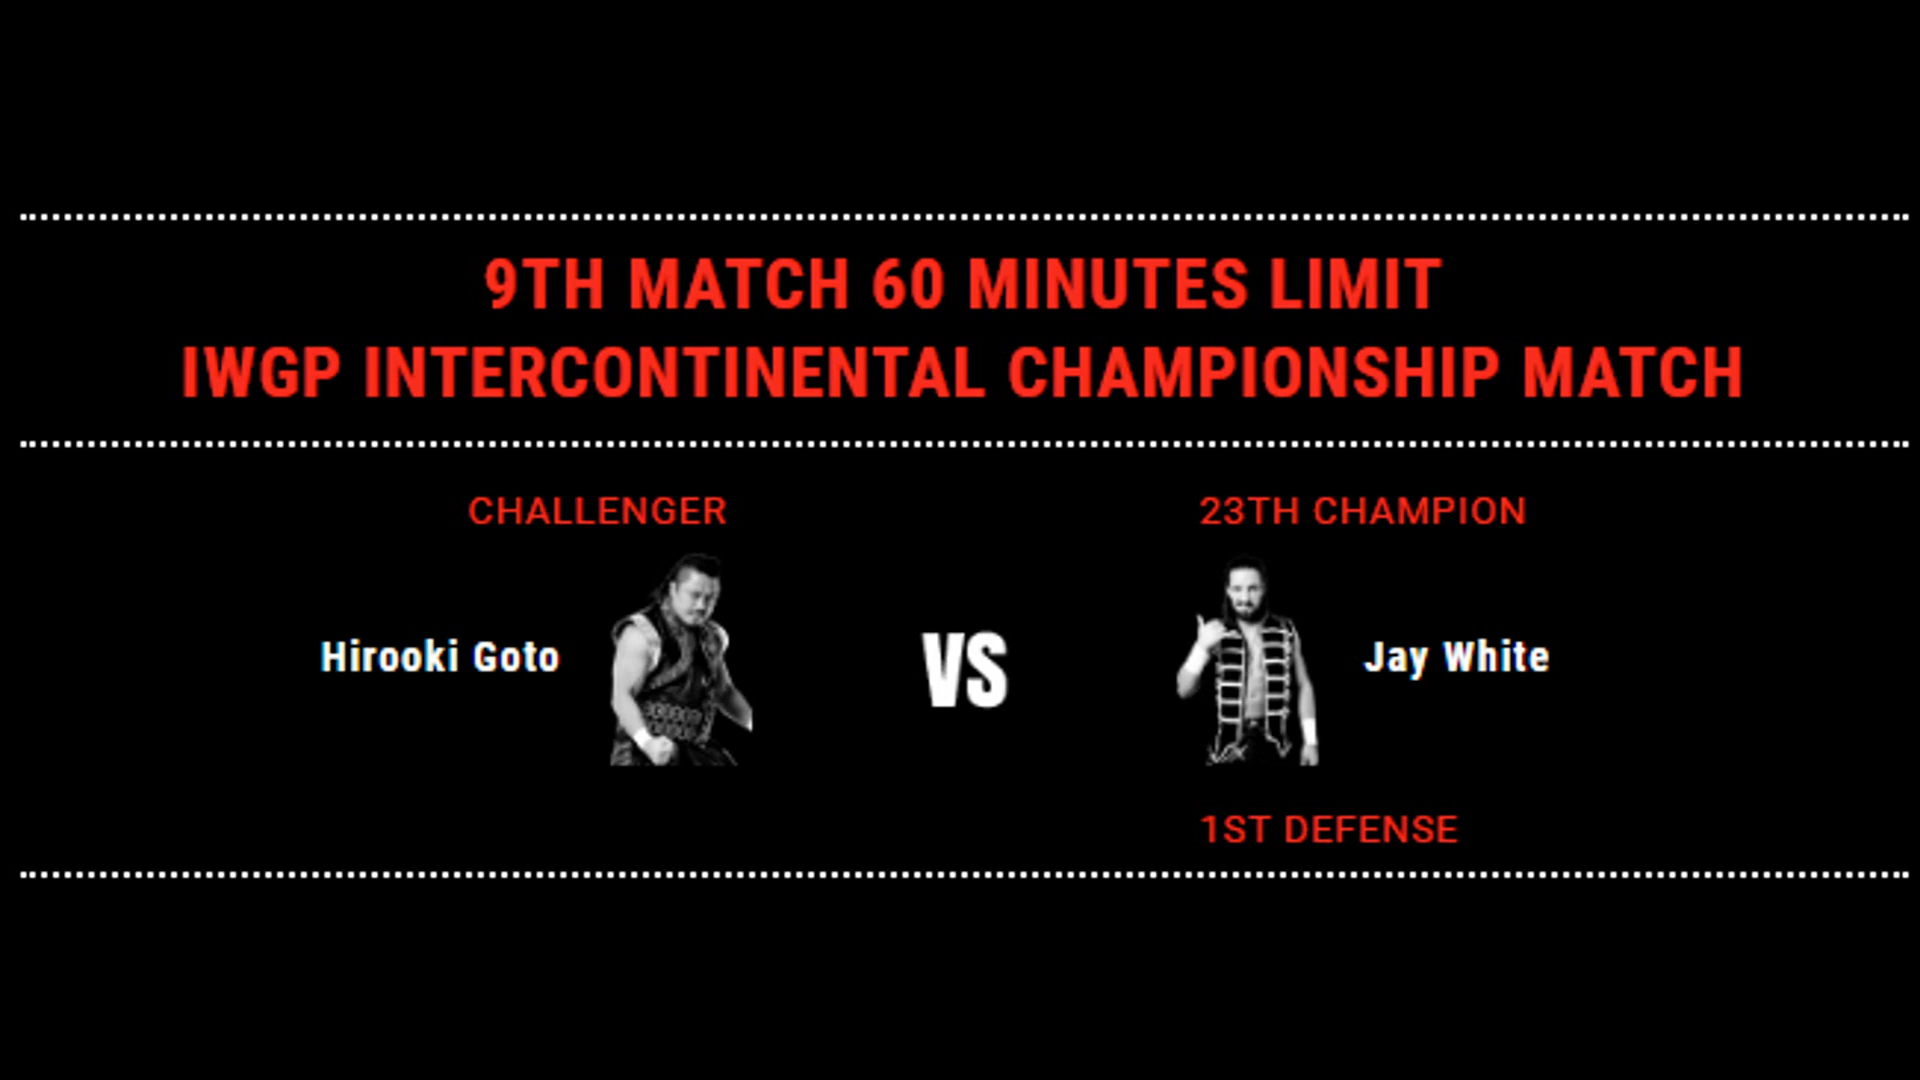 9TH MATCH 60 MINUTES LIMIT
IWGP INTERCONTINENTAL CHAMPIONSHIP MATCH
CHALLENGER
23TH CHAMPION
Hirooki Goto
VS
Jay White
1ST DEFENSE